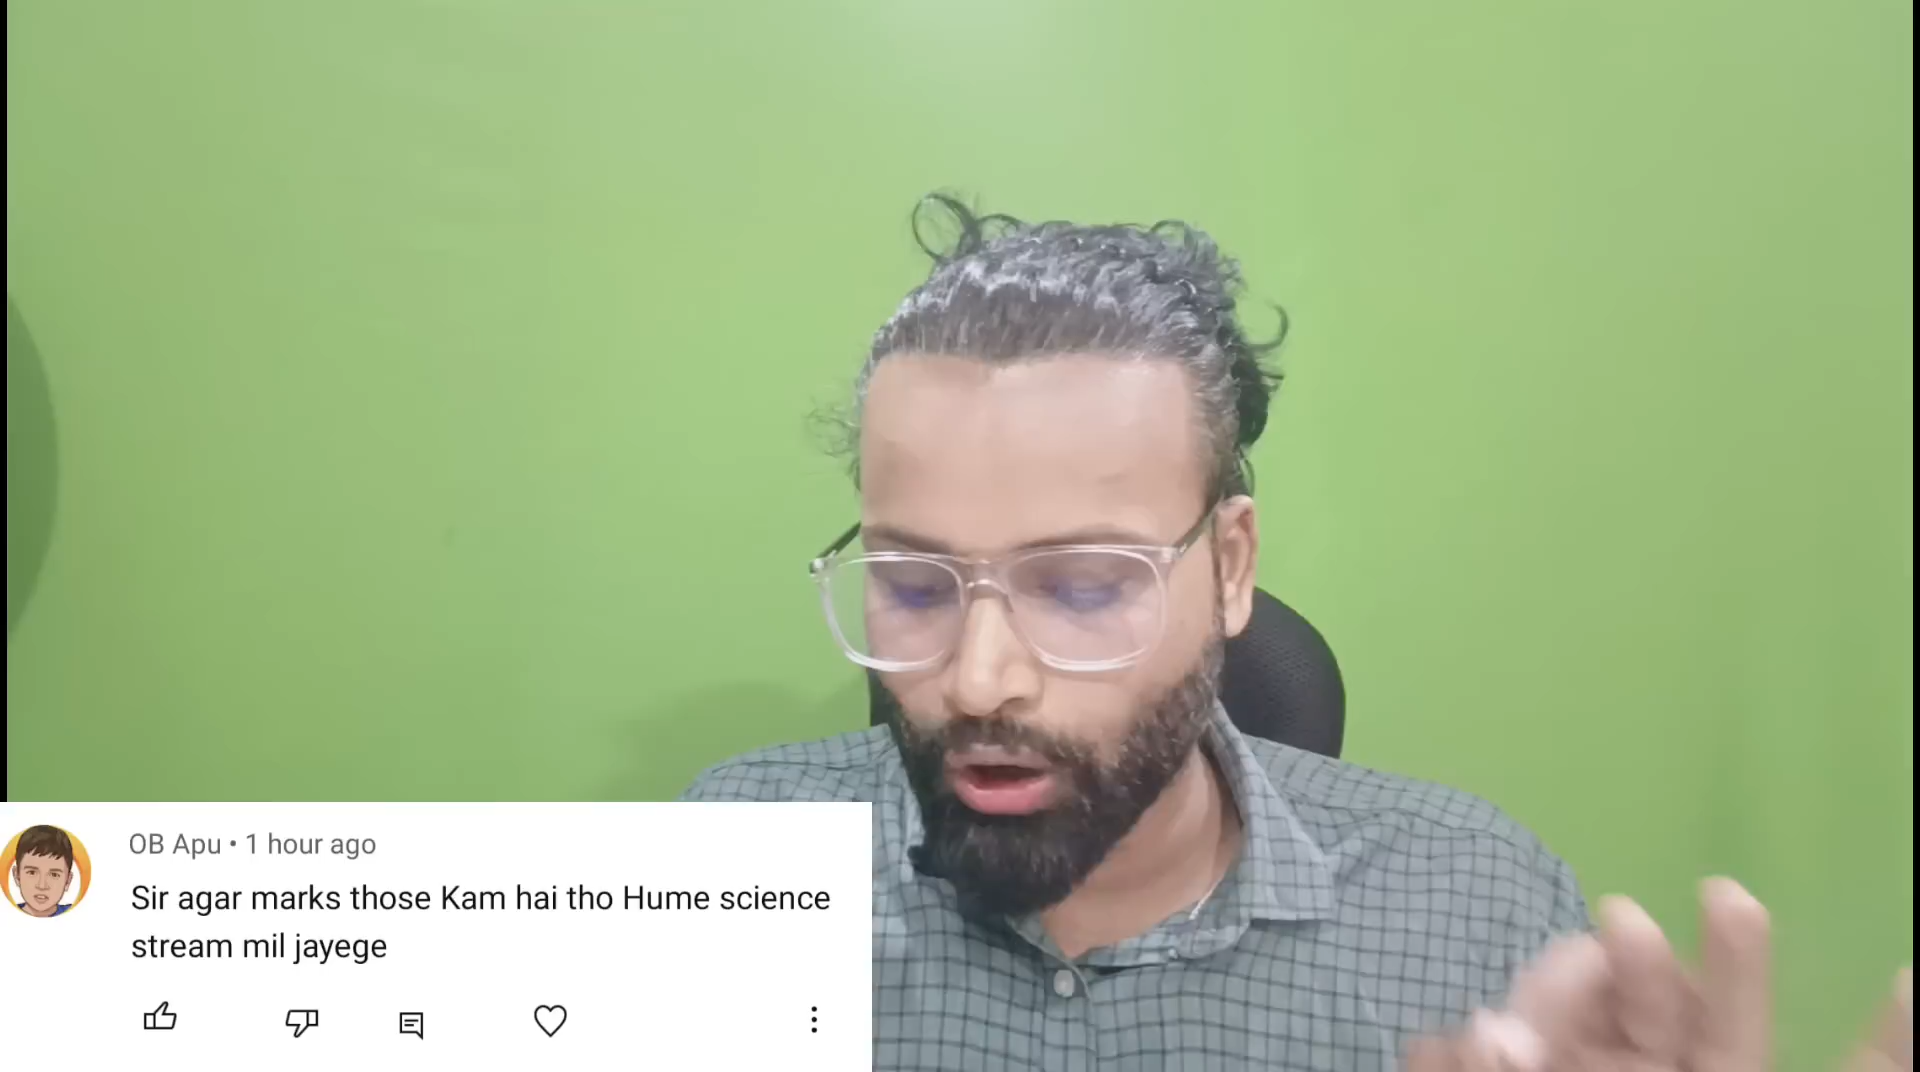 OB Apu • 1 hour ago
Sir agar marks those Kam hai tho Hume science
stream mil jayege